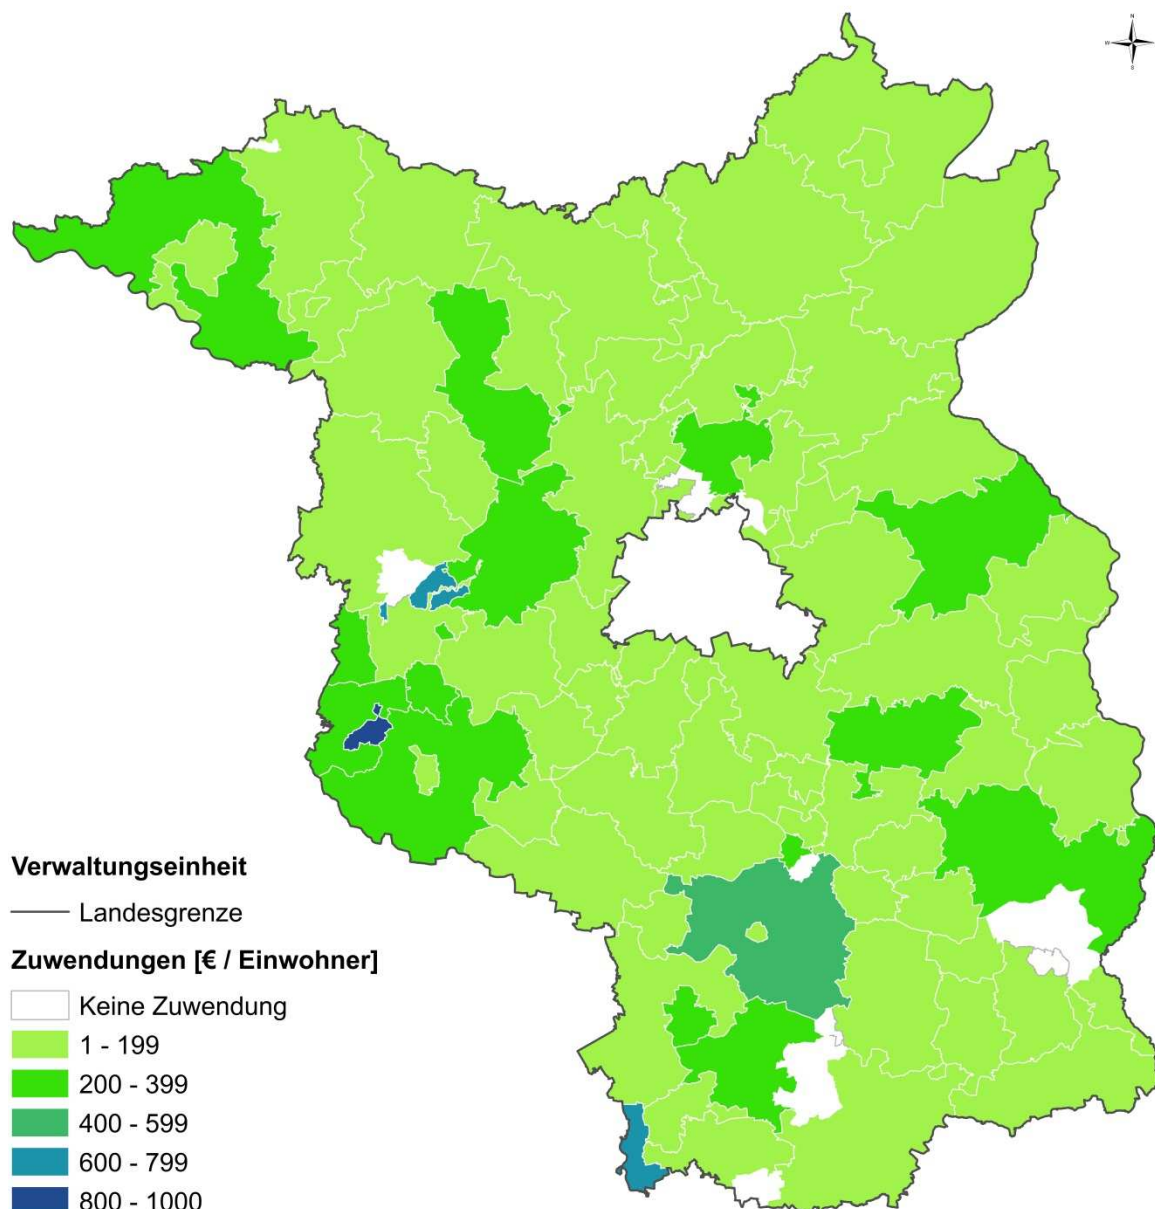 N
W
S
Verwaltungseinheit
Landesgrenze
Zuwendungen [€ / Einwohner]
Keine Zuwendung
1 - 199
200 - 399
400 - 599
600 - 799
800 - 1000